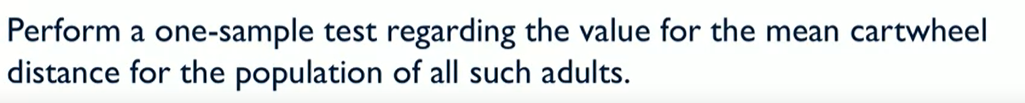 Perform a one-sample test regarding the value for the mean cartwheel
distance for the population of all such adults.